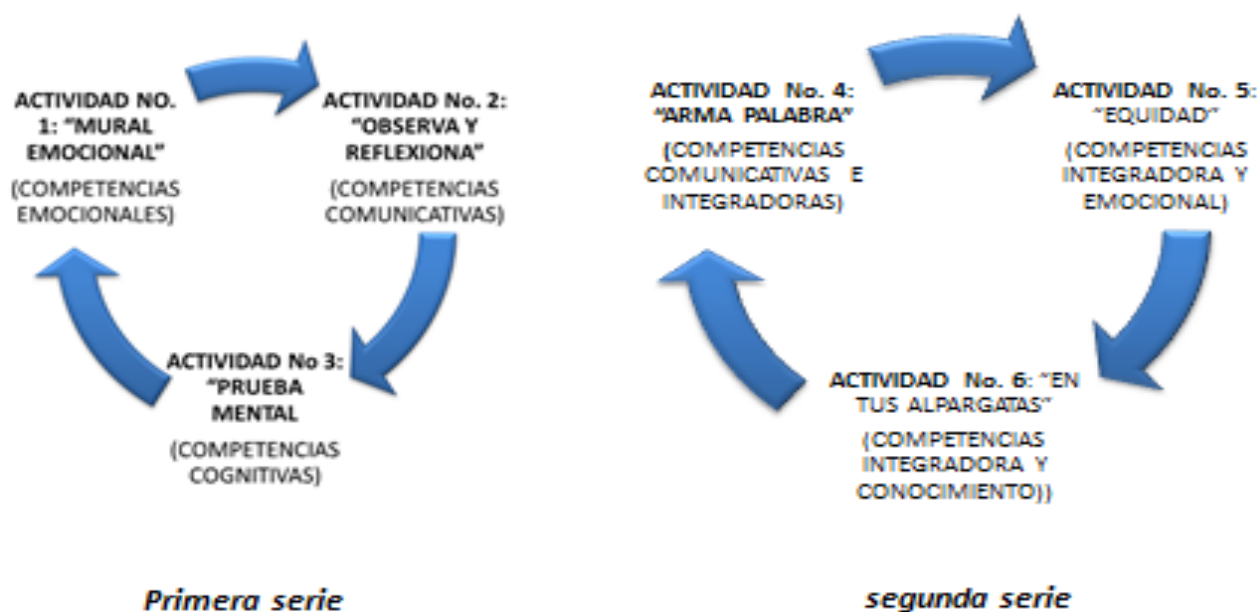 ACTIVIDAD NO.
1: “MURAL
EMOCIONAL”
(COMPETENCIAS
EMOCIONALES)
ACTIVIDAD No. 2:
“OBSERVA Y
REFLEXIONA”
(COMPETENCIAS
COMUNICATIVAS)
ACTIVIDAD No 3:
“PRUEBA
MENTAL
(COMPETENCIAS
COGNITIVAS)
Primera serie
ACTIVIDAD No. 4:
“ARMA PALABRA”
(COMPETENCIAS
COMUNICATIVAS E
INTEGRADORAS)
ACTIVIDAD No. 5:
“EQUIDAD”
(COMPETENCIAS
INTEGRADORA Y
EMOCIONAL)
ACTIVIDAD No. 6: “EN
TUS ALPARGATAS”
(COMPETENCIAS
INTEGRADORA Y
CONOCIMIENTO))
segunda serie